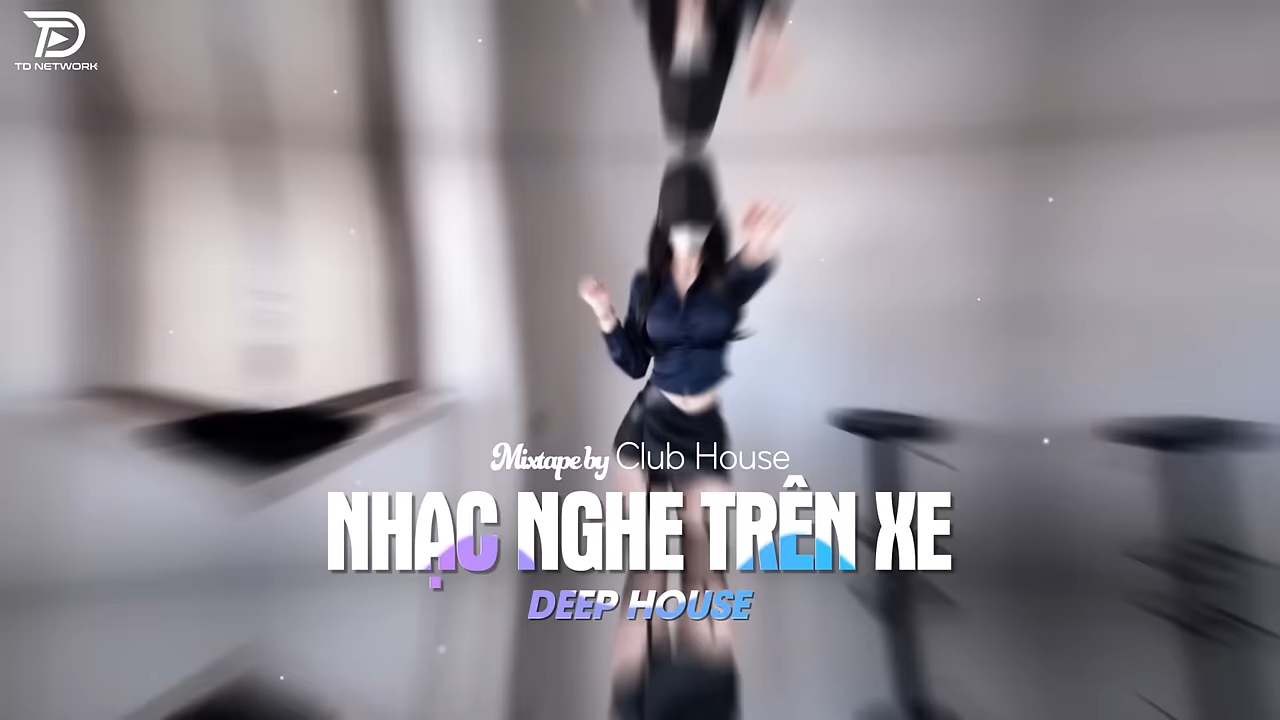 TD NETWORK
Mixtape by Club House
NHẠC NGHE TRÊN XE
DEEP HOUSE